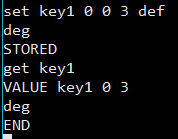 set key1 0 0 3 def
deg
STORED
get key1
VALUE key1 0 3
deg
END